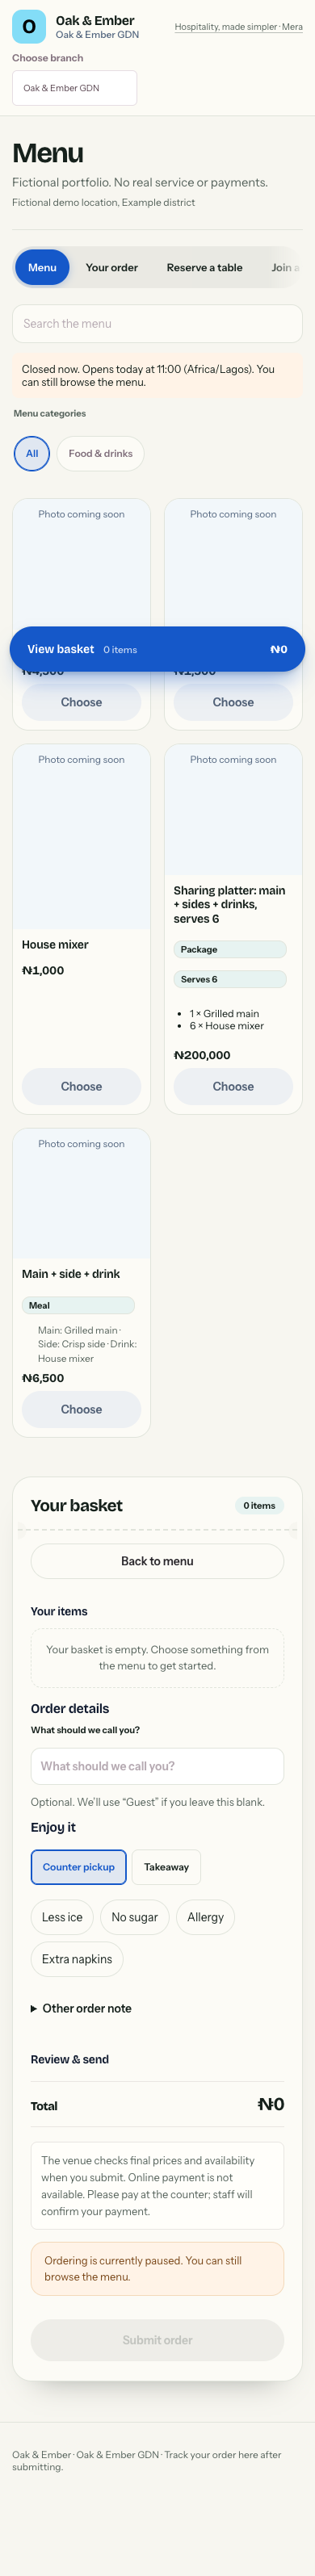 O
Oak & Ember
Oak & Ember GDN
Hospitality, made simpler · Mera
Choose branch
Oak & Ember GDN
Menu
Fictional portfolio. No real service or payments.
Fictional demo location, Example district
Menu
Your order
Reserve a table
Join a
Search the menu
Closed now. Opens today at 11:00 (Africa/Lagos). You
can still browse the menu.
Menu categories
All
Food & drinks
Photo coming soon
Photo coming soon
View basket
0 items
₦0
Choose
Choose
Photo coming soon
House mixer
₦1,000
Choose
Photo coming soon
Sharing platter: main
+ sides + drinks,
serves 6
Package
Serves 6
• 1 × Grilled main
• 6 × House mixer
₦200,000
Choose
Photo coming soon
Main + side + drink
Meal
Main: Grilled main ·
Side: Crisp side · Drink:
House mixer
₦6,500
Choose
Your basket
0 items
Back to menu
Your items
Your basket is empty. Choose something from
the menu to get started.
Order details
What should we call you?
What should we call you?
Optional. We'll use “Guest” if you leave this blank.
Enjoy it
Counter pickup
Takeaway
Less ice
No sugar
Allergy
Extra napkins
Other order note
Review & send
Total
₦0
The venue checks final prices and availability
when you submit. Online payment is not
available. Please pay at the counter; staff will
confirm your payment.
Ordering is currently paused. You can still
browse the menu.
Submit order
Oak & Ember · Oak & Ember GDN · Track your order here after
submitting.